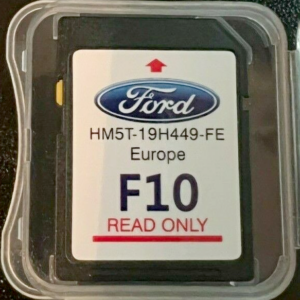 Ford
HM5T-19H449-FE
Europe
F10
READ ONLY